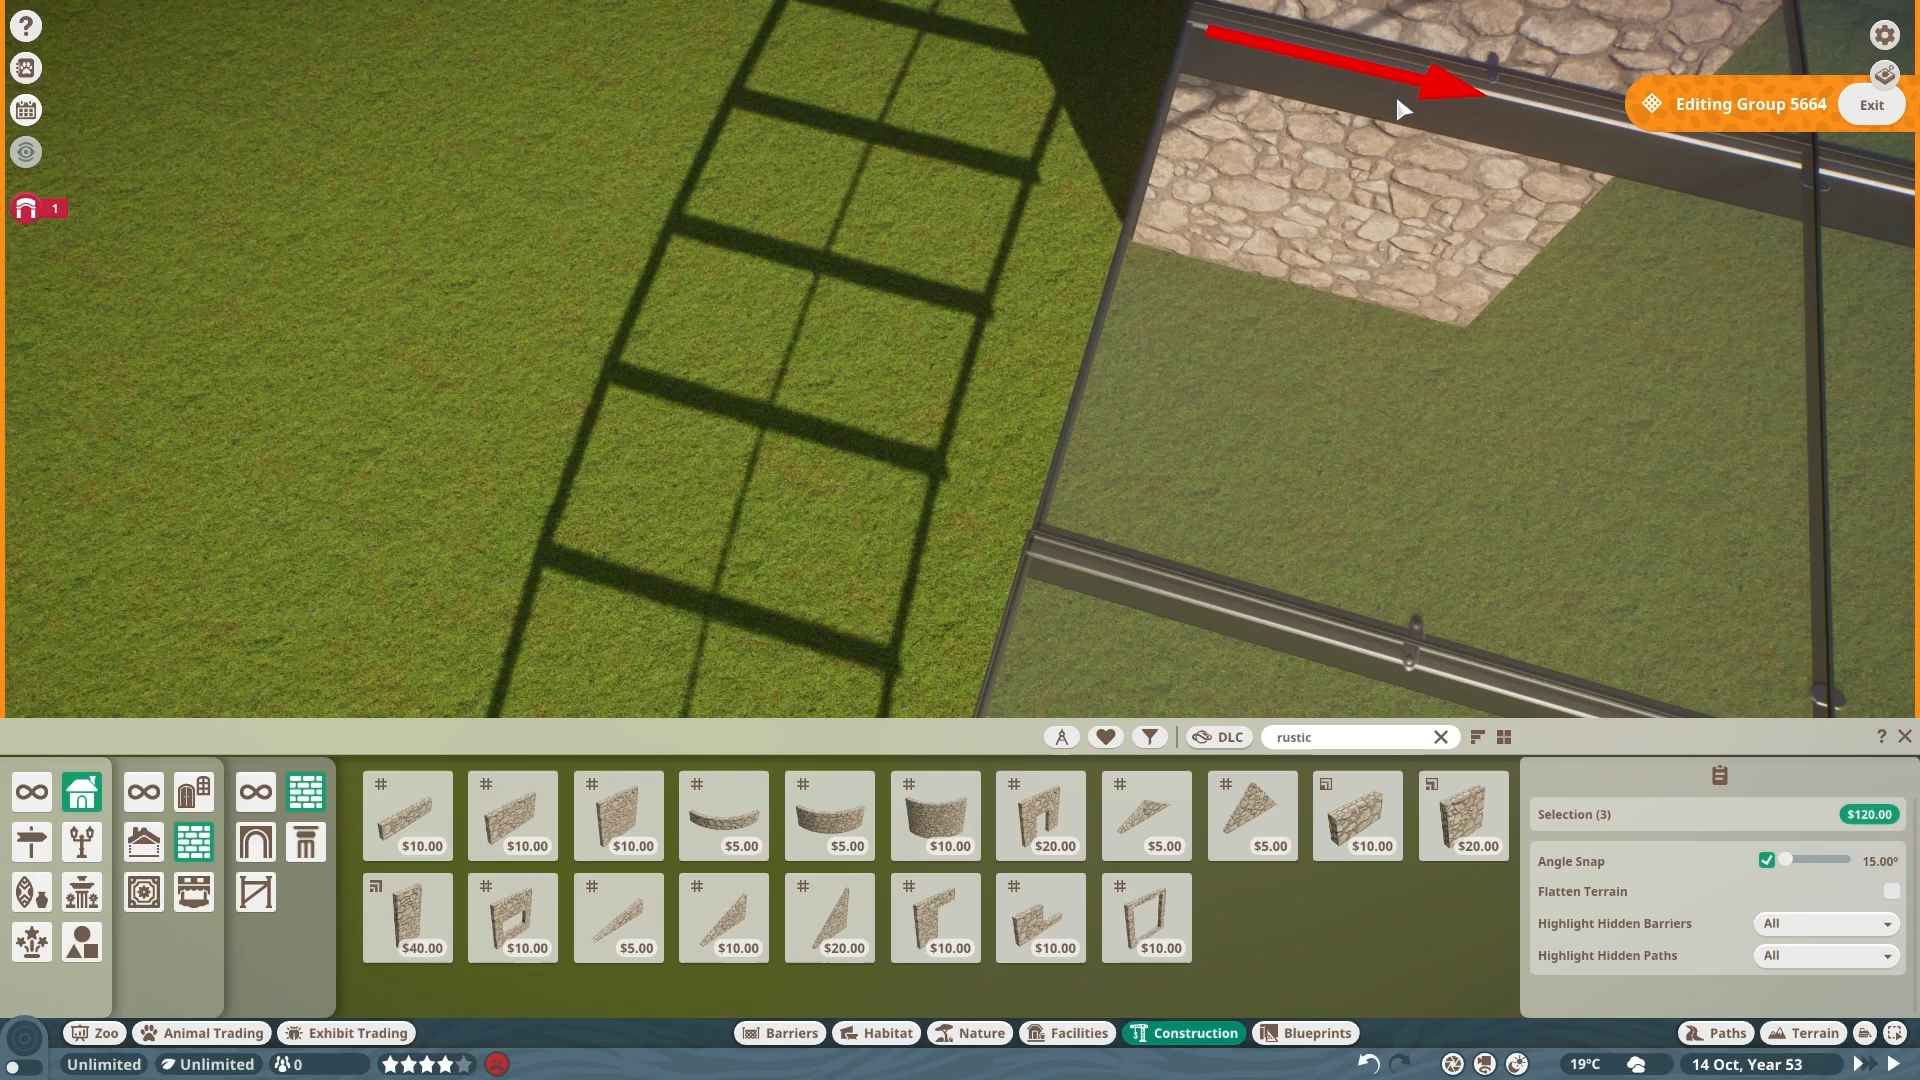 ?
Editing Group 5664 Exit
1
DLC rustic ?
$10.00 $10.00 $10.00 $5.00 $5.00 $10.00 $20.00 $5.00 $5.00 $10.00 $20.00
$40.00 $10.00 $5.00 $10.00 $20.00 $10.00 $10.00 $10.00
Selection (3) $120.00
Angle Snap 15.00°
Flatten Terrain
Highlight Hidden Barriers All
Highlight Hidden Paths All
Zoo Animal Trading Exhibit Trading Barriers Habitat Nature Facilities Construction Blueprints Paths Terrain
Unlimited Unlimited 0 19°C 14 Oct, Year 53